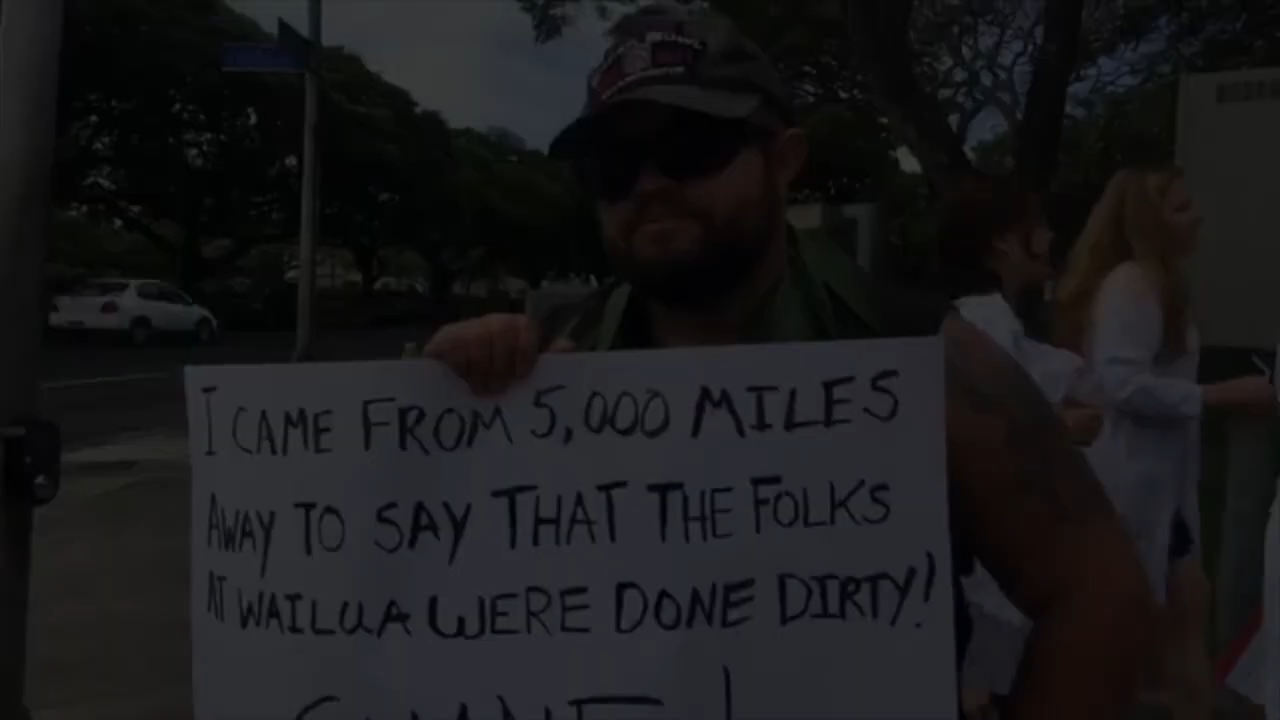 I CAME FROM 5,000 MILES
AWAY TO SAY THAT THE FOLKS
AT WAILUA WERE DONE DIRTY!